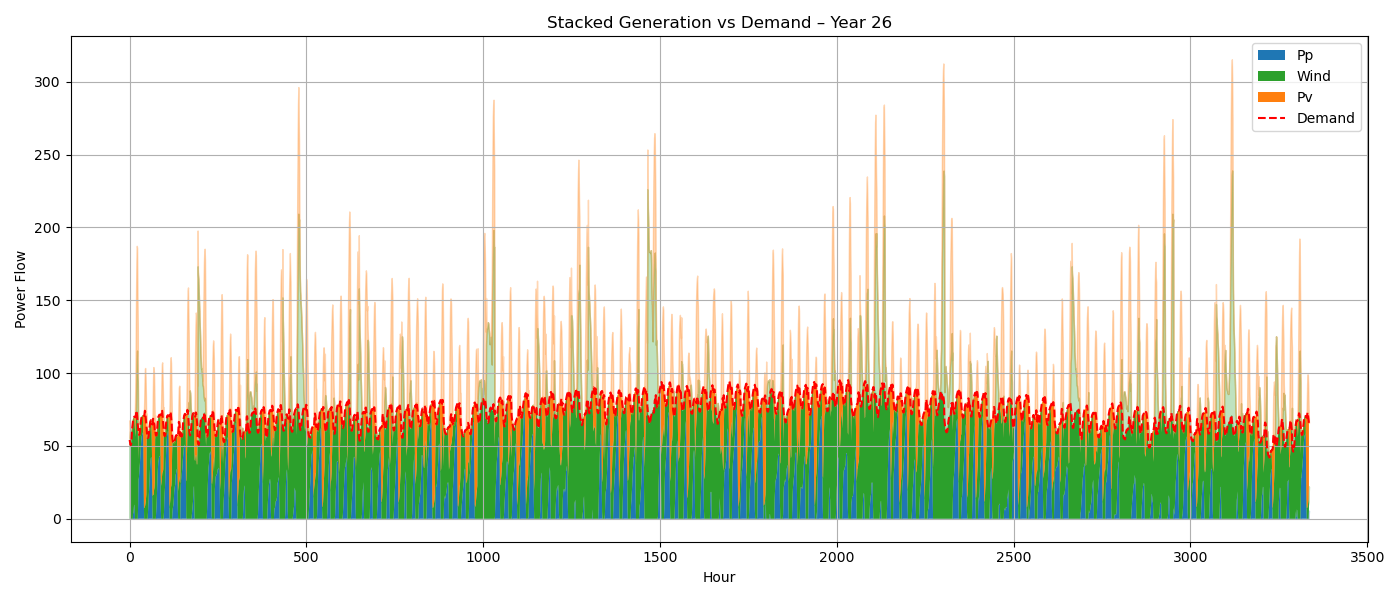 Stacked Generation vs Demand – Year 26
Power Flow
300
250
200
150
100
50
0
0 500 1000 1500 2000 2500 3000 3500
Hour
Pp
Wind
Pv
Demand